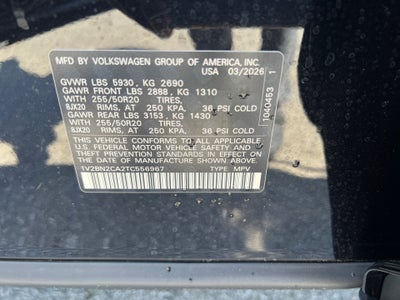 MFD BY VOLKSWAGEN GROUP OF AMERICA, INC.
USA 03/2026
GVWR LBS 5930 , KG 2690
GAWR FRONT LBS 2888 , KG 1310
WITH 255/50R20 TIRES,
8JX20 RIMS, AT 250 KPA, 36 PSI COLD
GAWR REAR LBS 3153 , KG 1430
WITH 255/50R20 TIRES,
8JX20 RIMS, AT 250 KPA, 36 PSI COLD
THIS VEHICLE CONFORMS TO ALL APPLICABLE
U.S. FEDERAL MOTOR VEHICLE SAFETY AND
THEFT PREVENTION STANDARDS IN EFFECT
ON THE DATE OF MANUFACTURE SHOWN ABOVE.
1V2BN2CA2TC556967 TYPE: MPV
1040453 1